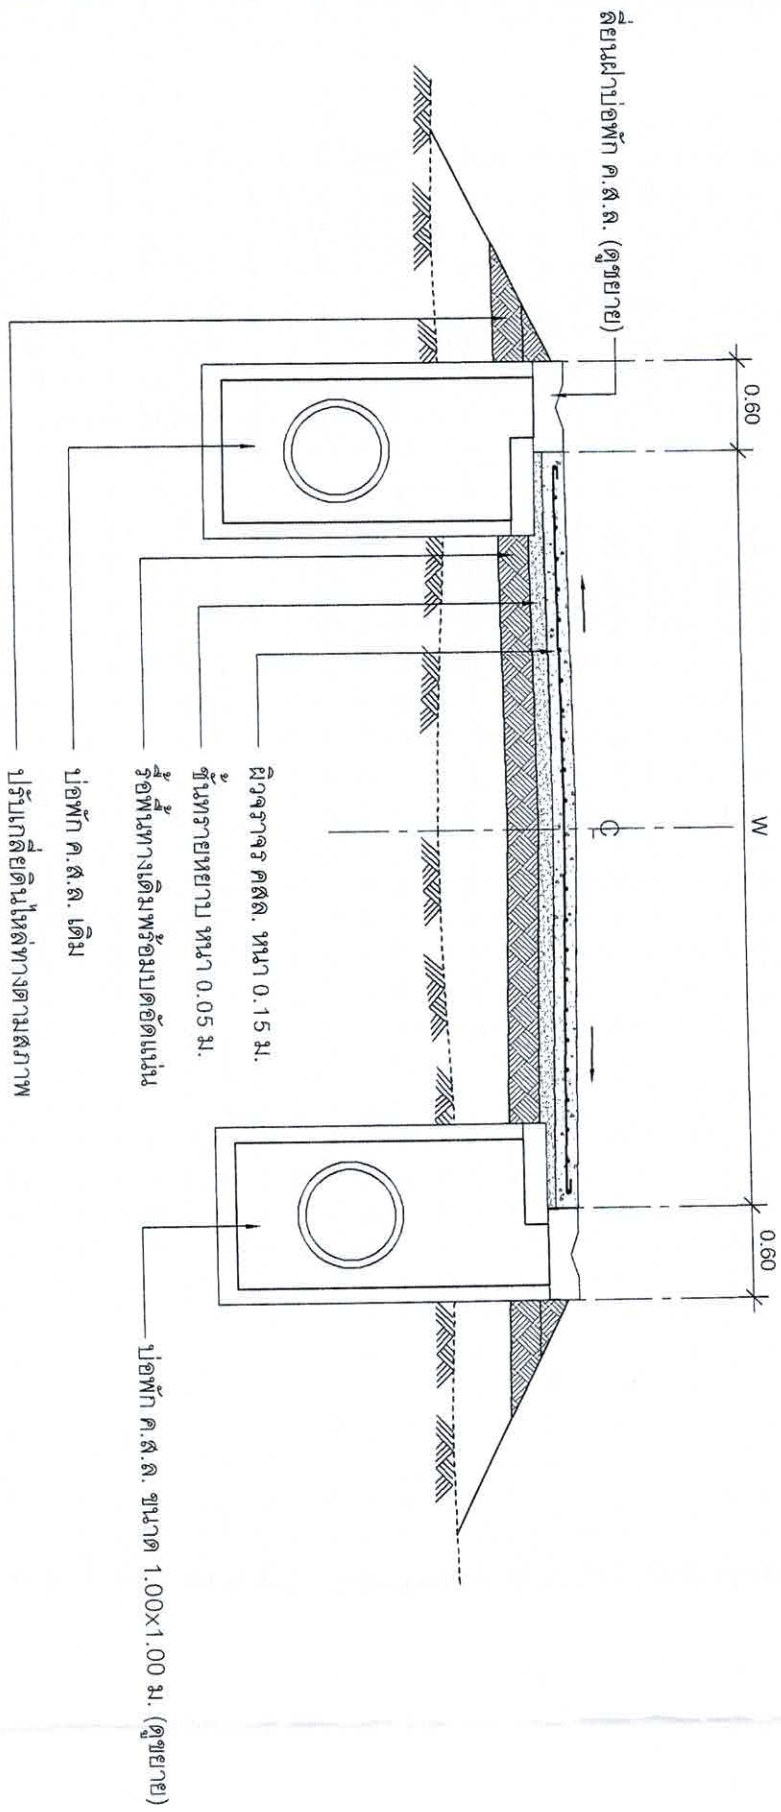 0.60
W
0.60
ลี่ยนฝาบ่อพัก ค.ส.ล. (ดูขยาย)
℄
ผิวจราจร คสล. หนา 0.15 ม.
ชั้นทรายหยาบ หนา 0.05 ม.
รื้อพื้นทางเดิมพร้อมบดอัดแน่น
บ่อพัก ค.ส.ล. เดิม
ปรับเกลี่ยดินไหล่ทางตามสภาพ
บ่อพัก ค.ส.ล. ขนาด 1.00x1.00 ม. (ดูขยาย)